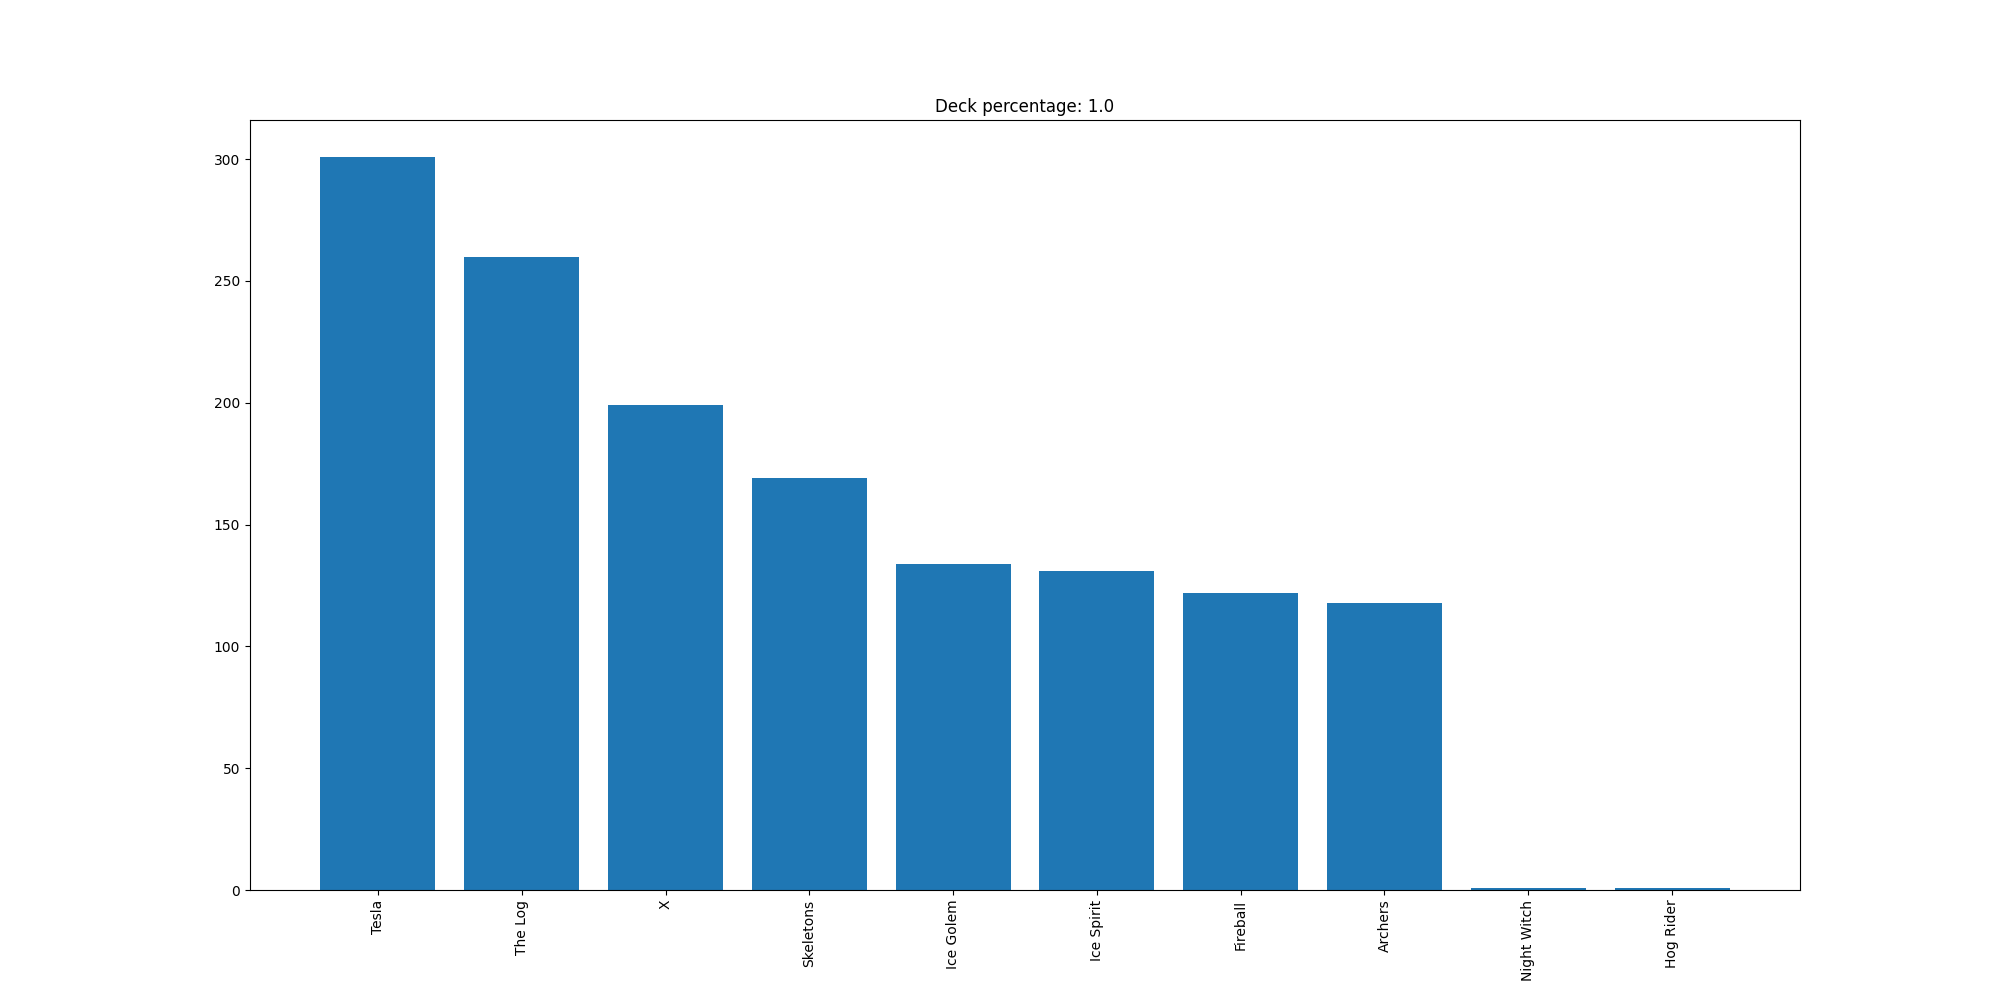 Deck percentage: 1.0
300
250
200
150
100
50
0
Tesla
The Log
X
Skeletons
Ice Golem
Ice Spirit
Fireball
Archers
Night Witch
Hog Rider